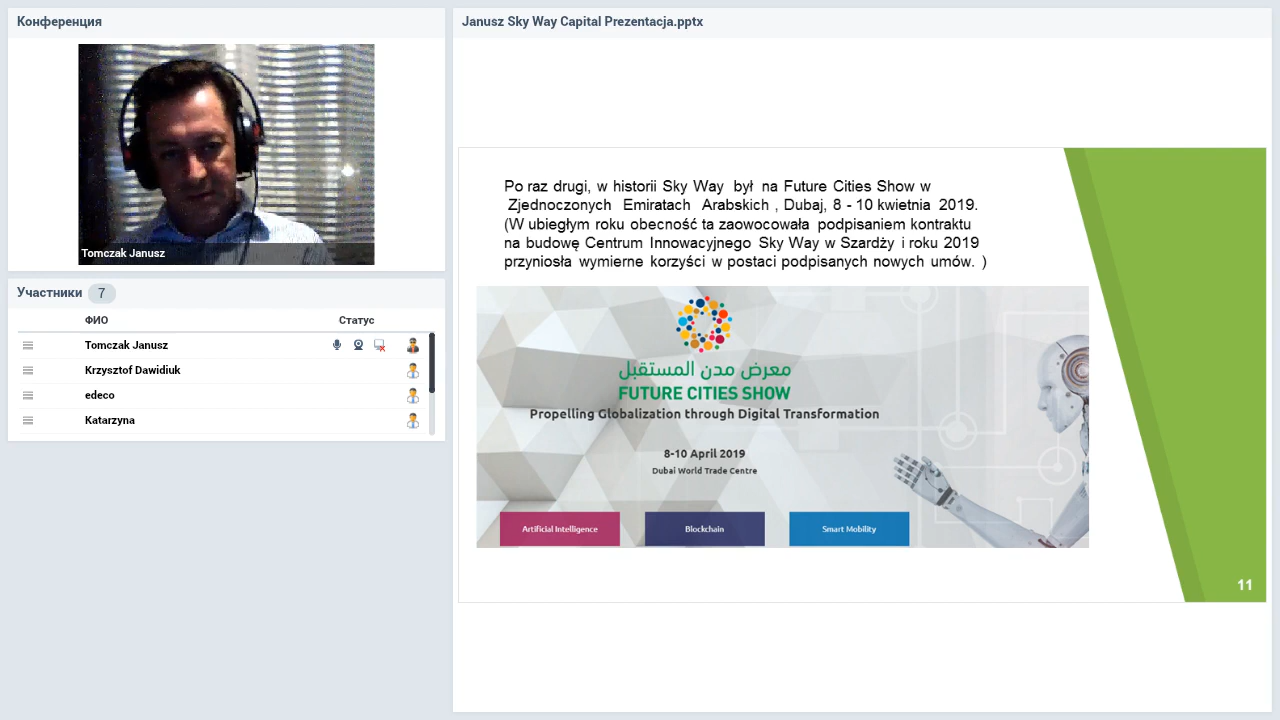 Конференция
Tomczak Janusz
Участники 7
ФИО Статус
Tomczak Janusz
Krzysztof Dawidiuk
edeco
Katarzyna
Janusz Sky Way Capital Prezentacja.pptx
Po raz drugi, w historii Sky Way był na Future Cities Show w
Zjednoczonych Emiratach Arabskich , Dubaj, 8 - 10 kwietnia 2019.
(W ubiegłym roku obecność ta zaowocowała podpisaniem kontraktu
na budowę Centrum Innowacyjnego Sky Way w Szardży i roku 2019
przyniosła wymierne korzyści w postaci podpisanych nowych umów. )
معرض مدن المستقبل
FUTURE CITIES SHOW
Propelling Globalization through Digital Transformation
8-10 April 2019
Dubai World Trade Centre
Artificial Intelligence Blockchain Smart Mobility
11